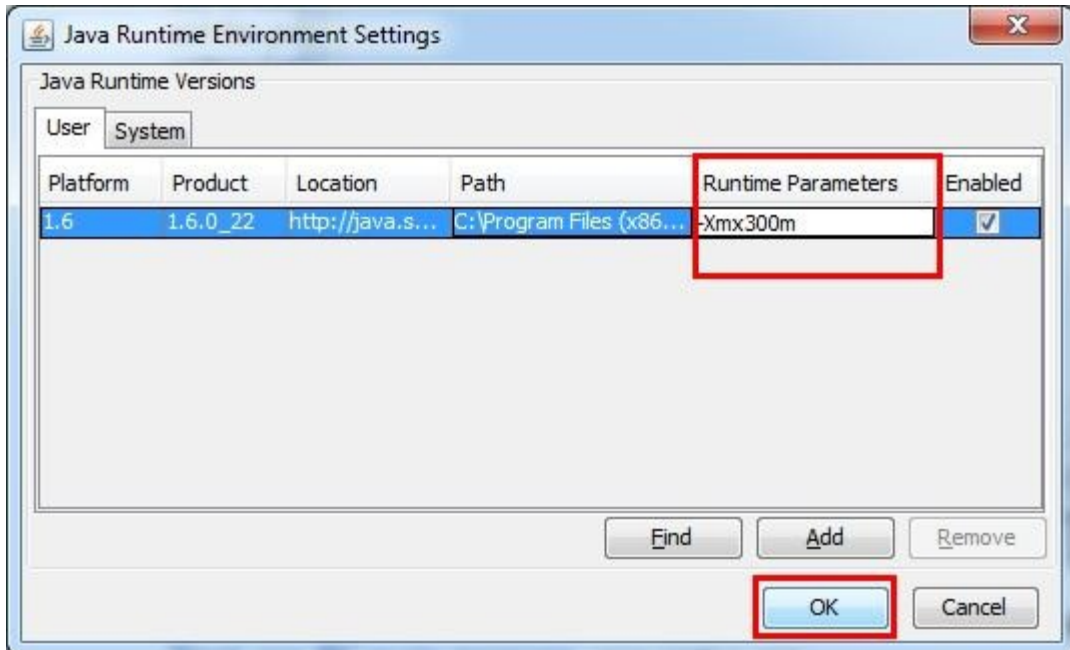 Java Runtime Environment Settings
Java Runtime Versions
User System
Platform Product Location Path Runtime Parameters Enabled
1.6 1.6.0_22 http://java.s... C:\Program Files (x86... -Xmx300m
Find Add Remove
OK Cancel